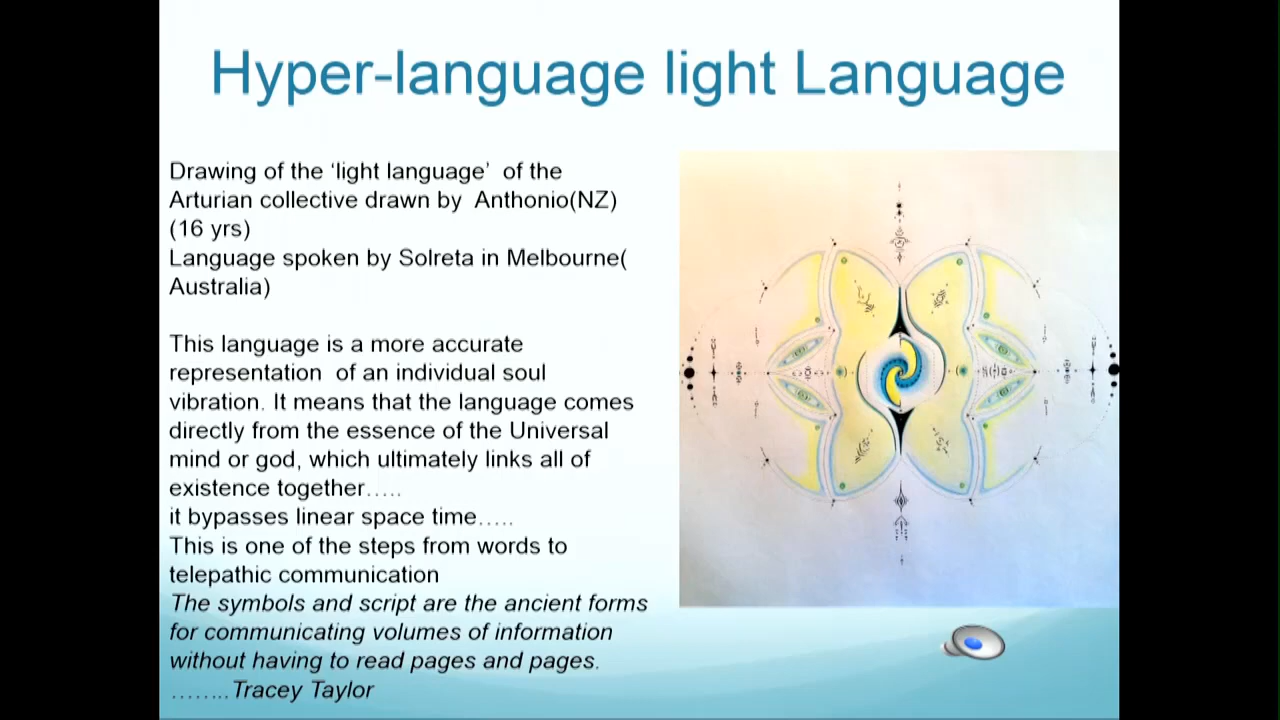 Hyper-language light Language
Drawing of the ‘light language’ of the
Arturian collective drawn by Anthonio(NZ)
(16 yrs)
Language spoken by Solreta in Melbourne(
Australia)
This language is a more accurate
representation of an individual soul
vibration. It means that the language comes
directly from the essence of the Universal
mind or god, which ultimately links all of
existence together…..
it bypasses linear space time…..
This is one of the steps from words to
telepathic communication
The symbols and script are the ancient forms
for communicating volumes of information
without having to read pages and pages.
……..Tracey Taylor